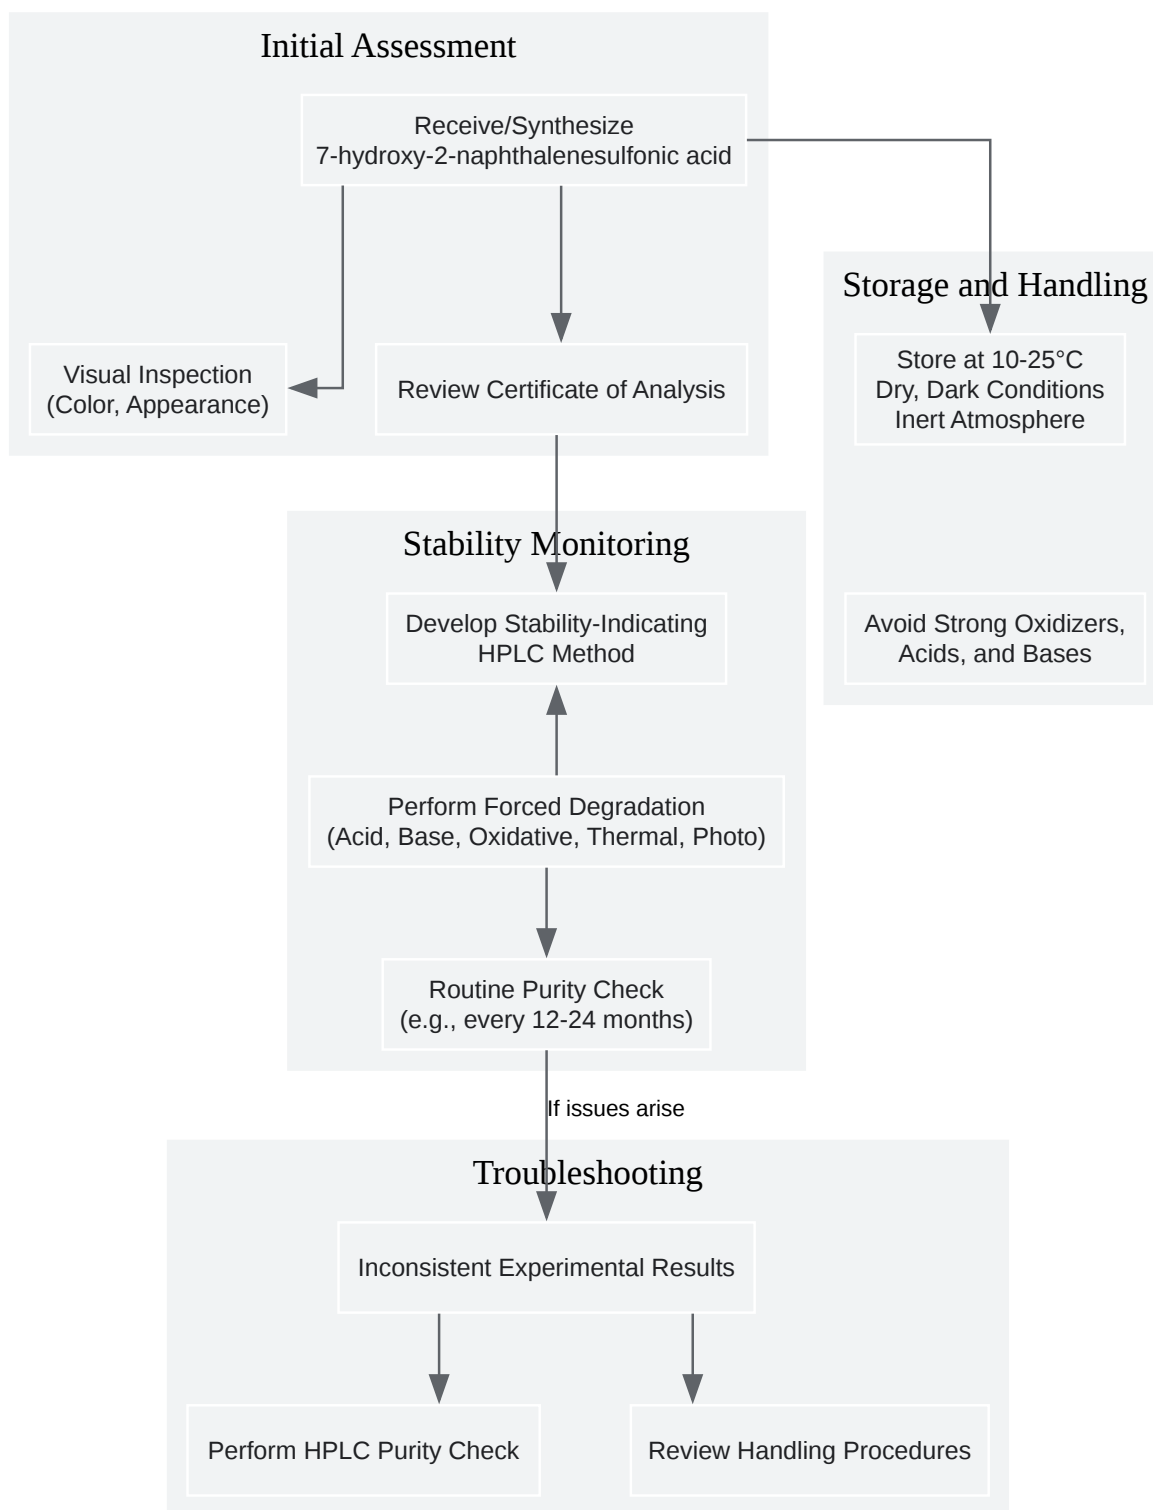 Initial Assessment
Receive/Synthesize
7-hydroxy-2-naphthalenesulfonic acid
Visual Inspection
(Color, Appearance)
Review Certificate of Analysis
Storage and Handling
Store at 10-25°C
Dry, Dark Conditions
Inert Atmosphere
Avoid Strong Oxidizers,
Acids, and Bases
Stability Monitoring
Develop Stability-Indicating
HPLC Method
Perform Forced Degradation
(Acid, Base, Oxidative, Thermal, Photo)
Routine Purity Check
(e.g., every 12-24 months)
If issues arise
Troubleshooting
Inconsistent Experimental Results
Perform HPLC Purity Check
Review Handling Procedures